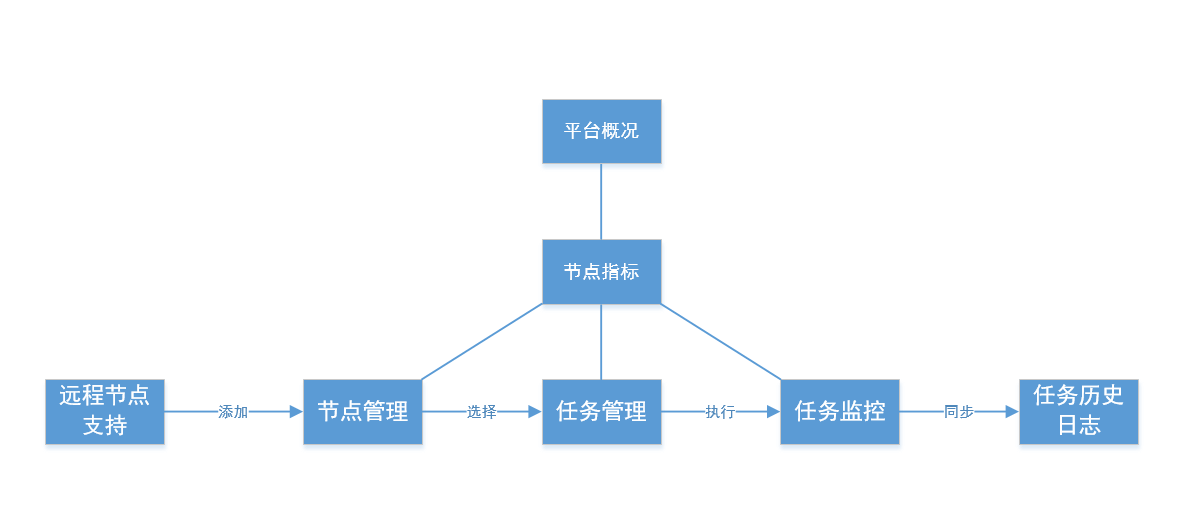 平台概况
节点指标
远程节点
支持
添加
节点管理
选择
任务管理
执行
任务监控
同步
任务历史
日志